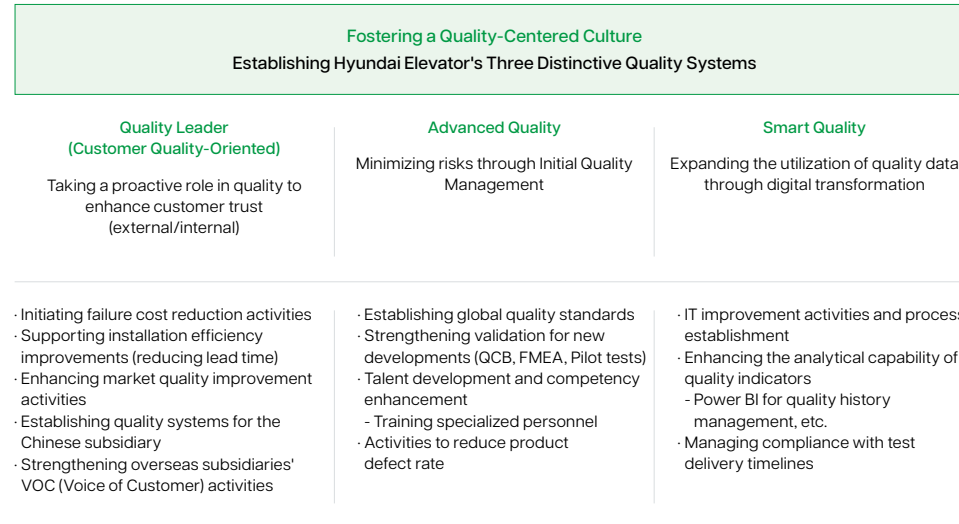 Fostering a Quality-Centered Culture
Establishing Hyundai Elevator's Three Distinctive Quality Systems
Quality Leader
(Customer Quality-Oriented)
Taking a proactive role in quality to
enhance customer trust
(external/internal)
Advanced Quality
Minimizing risks through Initial Quality
Management
Smart Quality
Expanding the utilization of quality data
through digital transformation
· Initiating failure cost reduction activities
· Supporting installation efficiency
improvements (reducing lead time)
· Enhancing market quality improvement
activities
· Establishing quality systems for the
Chinese subsidiary
· Strengthening overseas subsidiaries'
VOC (Voice of Customer) activities
· Establishing global quality standards
· Strengthening validation for new
developments (QCB, FMEA, Pilot tests)
· Talent development and competency
enhancement
- Training specialized personnel
· Activities to reduce product
defect rate
· IT improvement activities and process
establishment
· Enhancing the analytical capability of
quality indicators
- Power BI for quality history
management, etc.
· Managing compliance with test
delivery timelines